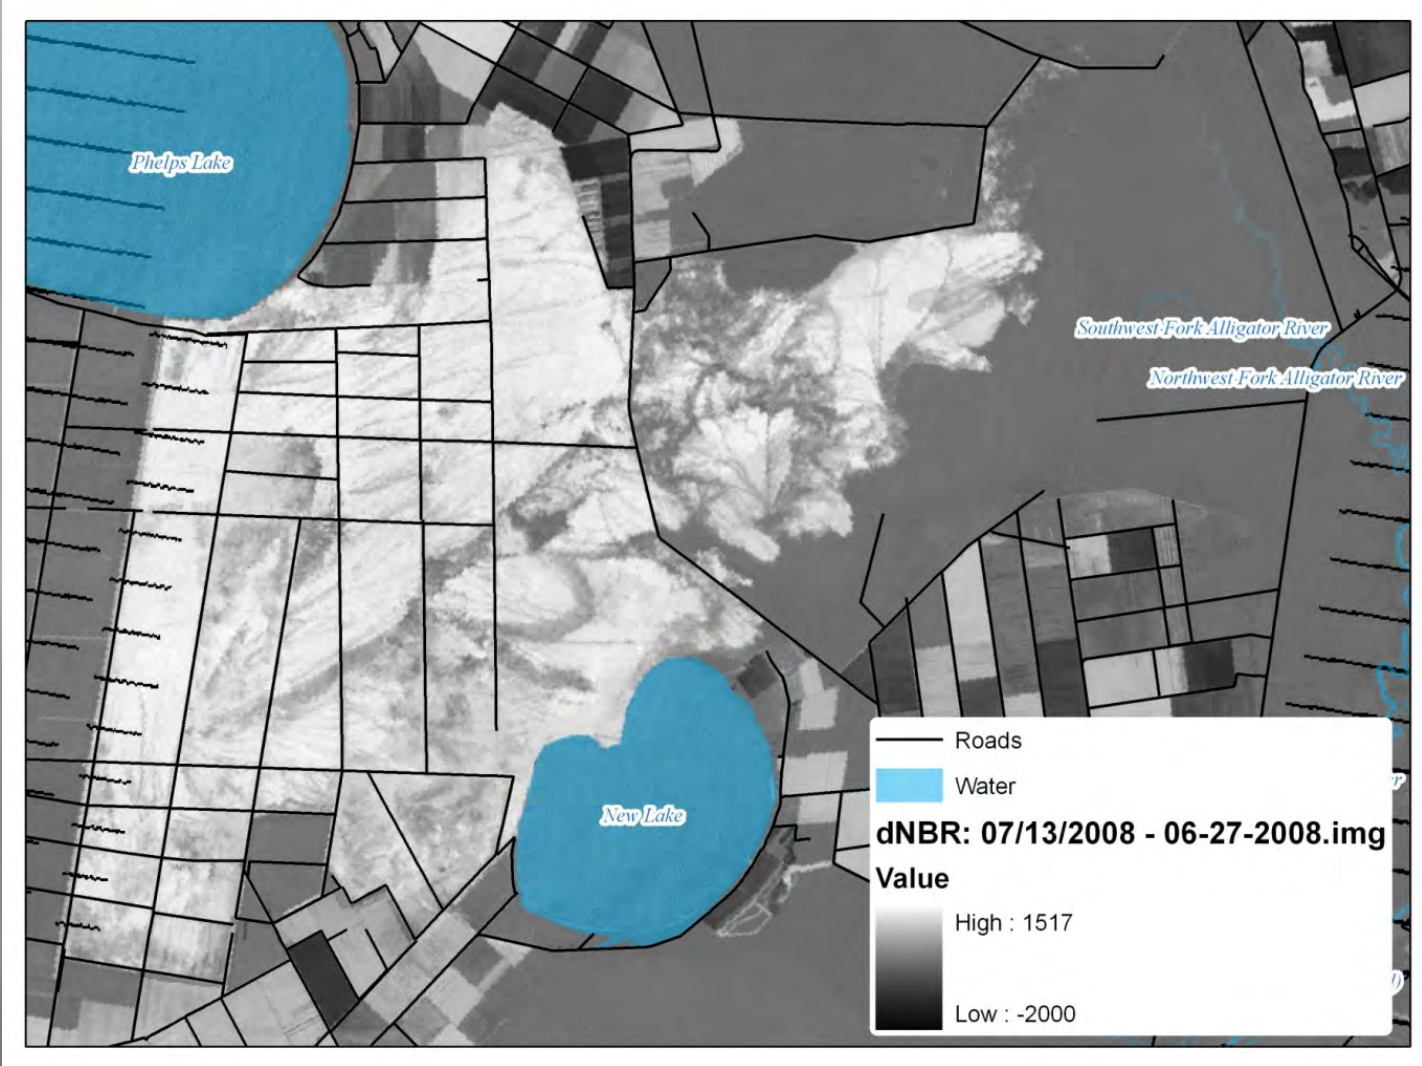 Phelps Lake
Southwest Fork Alligator River
Northwest Fork Alligator River
New Lake
Roads
Water
dNBR: 07/13/2008 - 06-27-2008.img
Value
High : 1517
Low : -2000